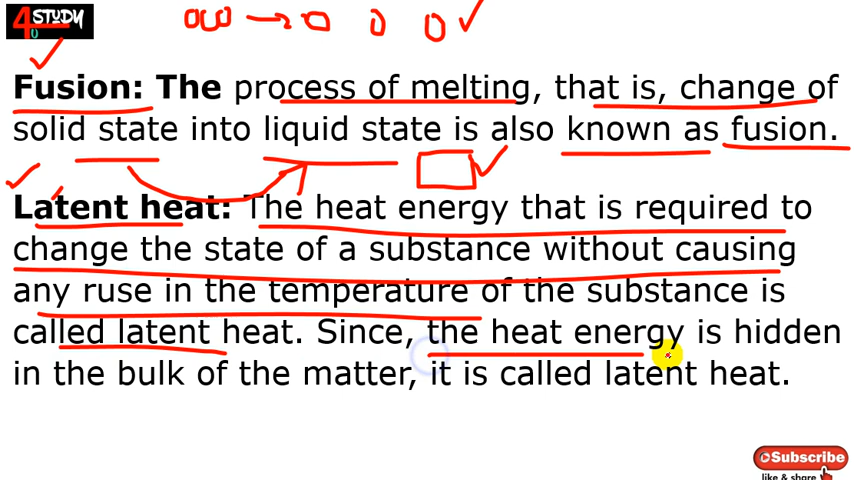 4 STUDY
U
Fusion: The process of melting, that is, change of
solid state into liquid state is also known as fusion.
Latent heat: The heat energy that is required to
change the state of a substance without causing
any ruse in the temperature of the substance is
called latent heat. Since, the heat energy is hidden
in the bulk of the matter, it is called latent heat.
Subscribe
like & share